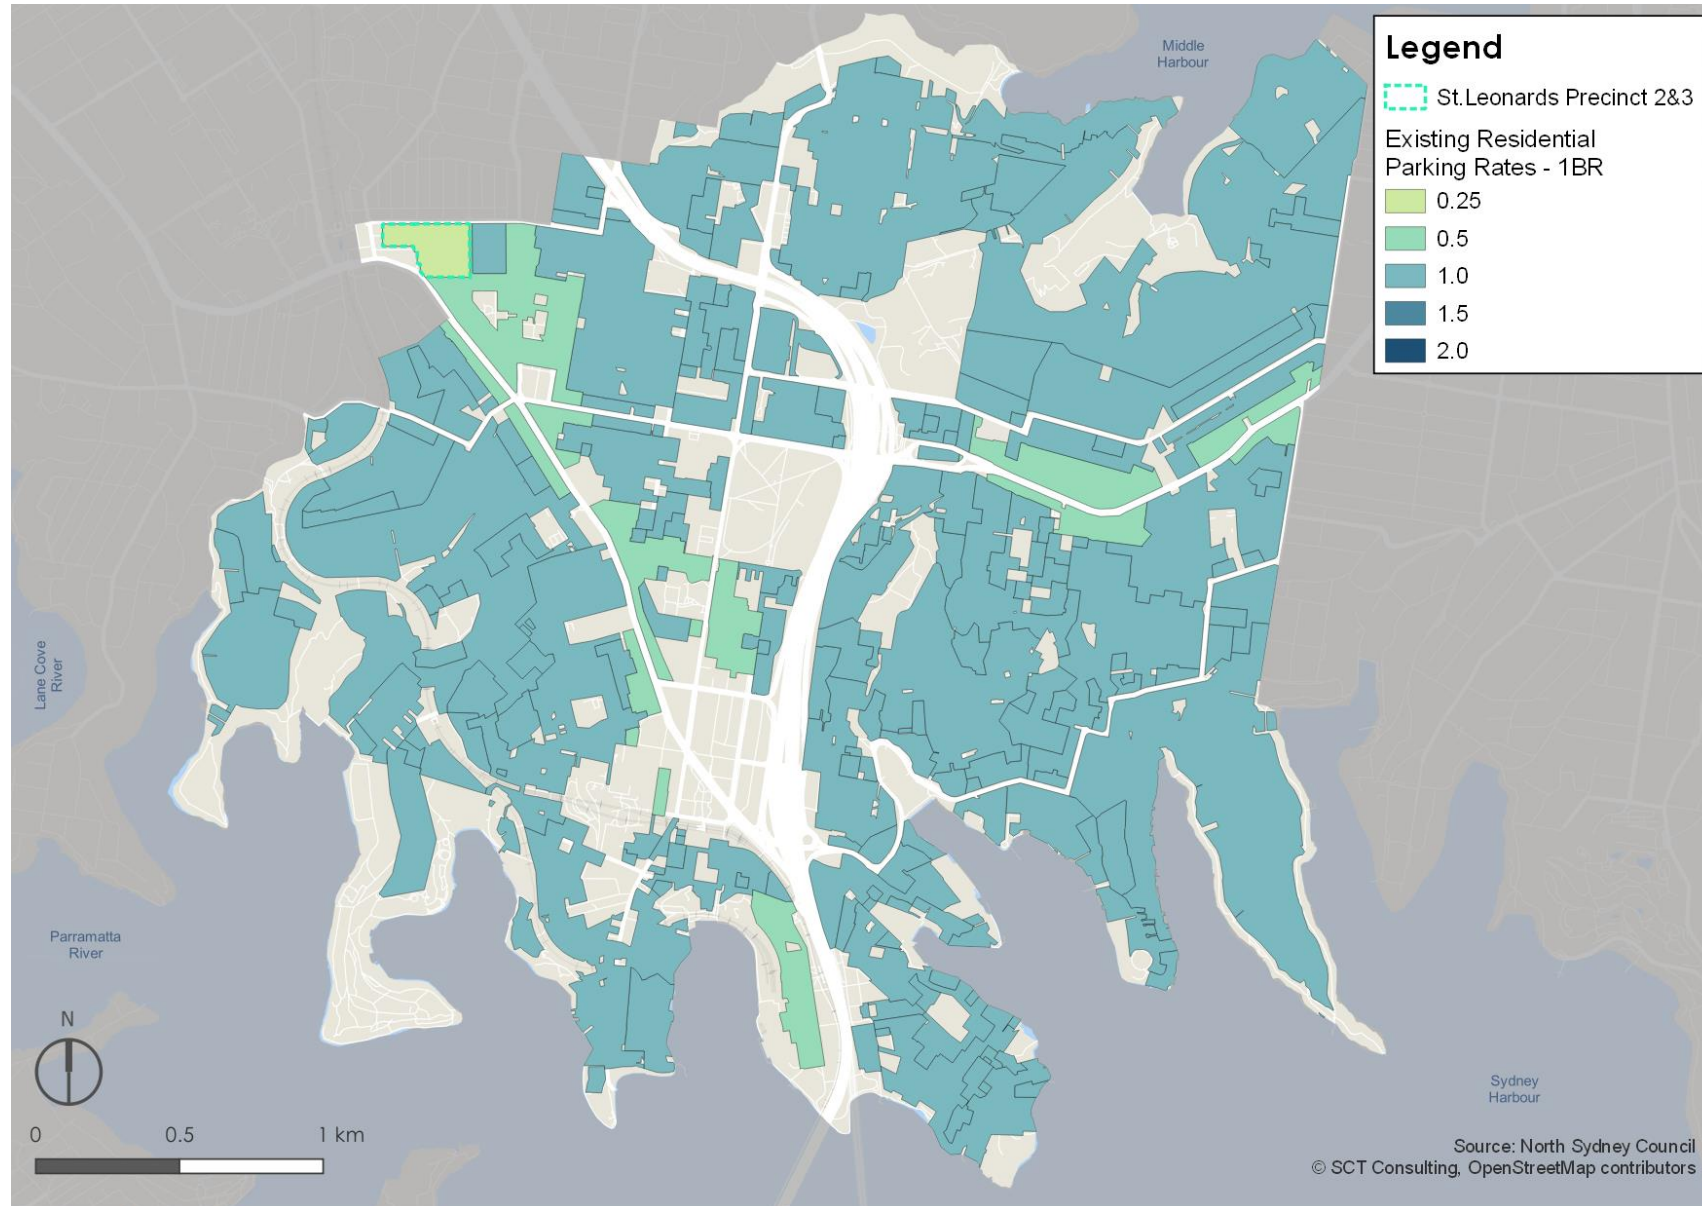 Middle
Harbour
Legend
St.Leonards Precinct 2&3
Existing Residential
Parking Rates - 1BR
0.25
0.5
1.0
1.5
2.0
Lane Cove
River
Parramatta
River
N
0 0.5 1 km
Sydney
Harbour
Source: North Sydney Council
© SCT Consulting, OpenStreetMap contributors